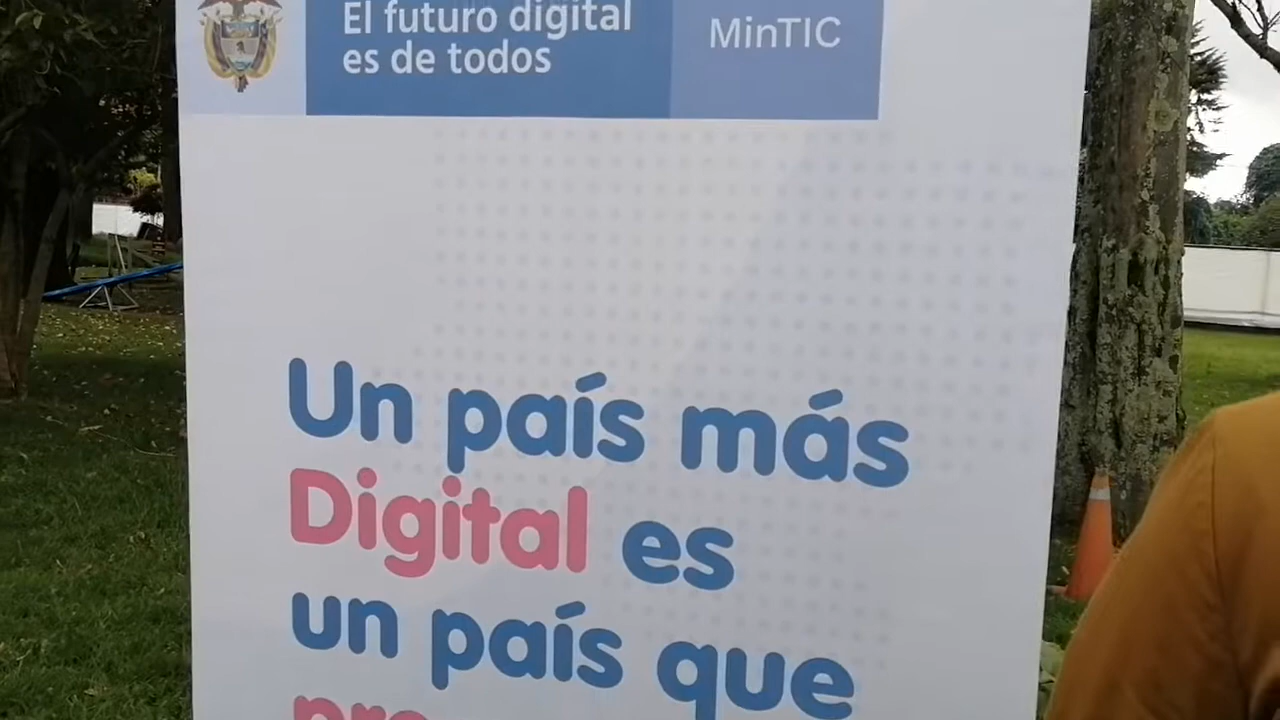 El futuro digital
es de todos
MinTIC
Un país más
Digital es
un país que